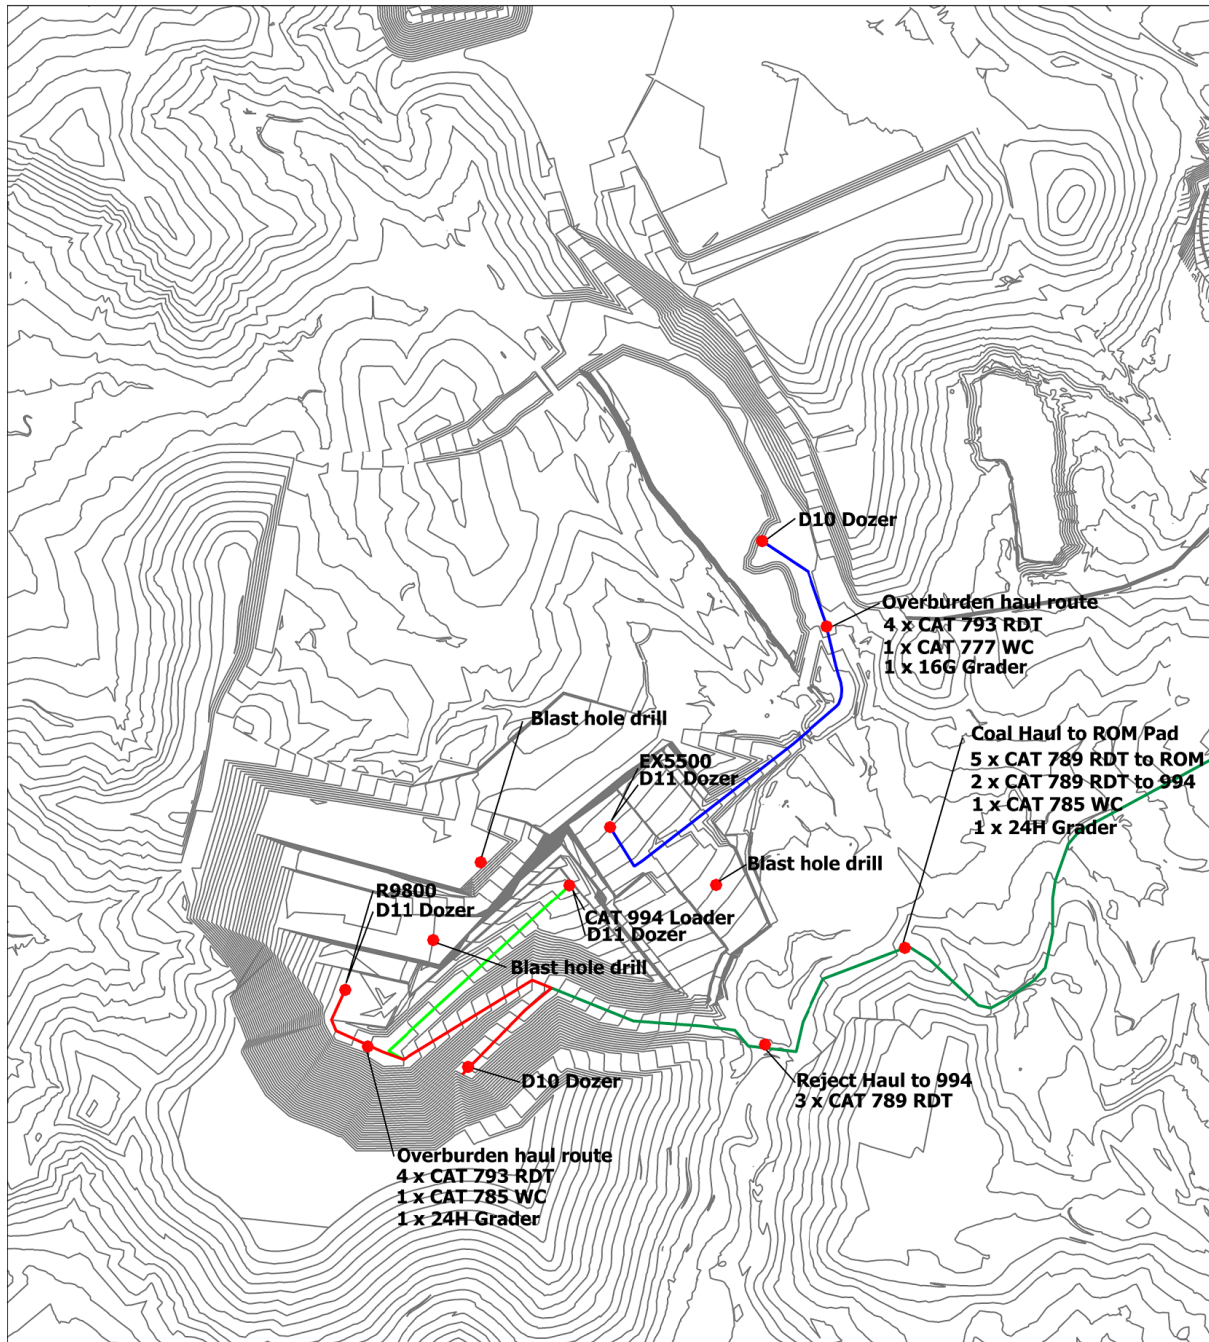 D10 Dozer
Overburden haul route
4 x CAT 793 RDT
1 x CAT 777 WC
1 x 16G Grader
Blast hole drill
Coal Haul to ROM Pad
5 x CAT 789 RDT to ROM
2 x CAT 789 RDT to 994
1 x CAT 785 WC
1 x 24H Grader
EX5500
D11 Dozer
Blast hole drill
R9800
D11 Dozer
CAT 994 Loader
D11 Dozer
Blast hole drill
D10 Dozer
Reject Haul to 994
3 x CAT 789 RDT
Overburden haul route
4 x CAT 793 RDT
1 x CAT 785 WC
1 x 24H Grader